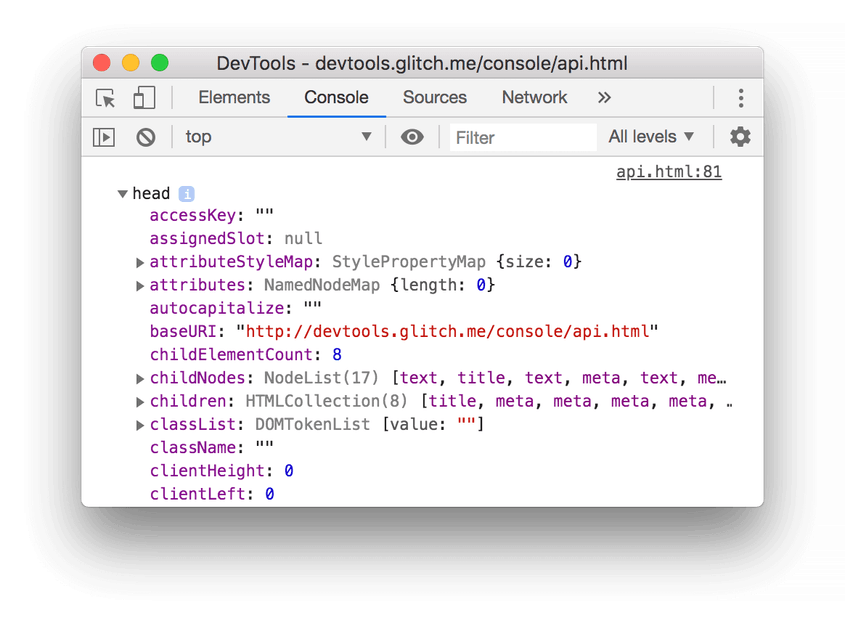 DevTools - devtools.glitch.me/console/api.html
Elements Console Sources Network »
top ▼ Filter All levels ▼
api.html:81
▼ head i
accessKey: ""
assignedSlot: null
▶ attributeStyleMap: StylePropertyMap {size: 0}
▶ attributes: NamedNodeMap {length: 0}
autocapitalize: ""
baseURI: "http://devtools.glitch.me/console/api.html"
childElementCount: 8
▶ childNodes: NodeList(17) [text, title, text, meta, text, me…
▶ children: HTMLCollection(8) [title, meta, meta, meta, meta, ..
▶ classList: DOMTokenList [value: ""]
className: ""
clientHeight: 0
clientLeft: 0